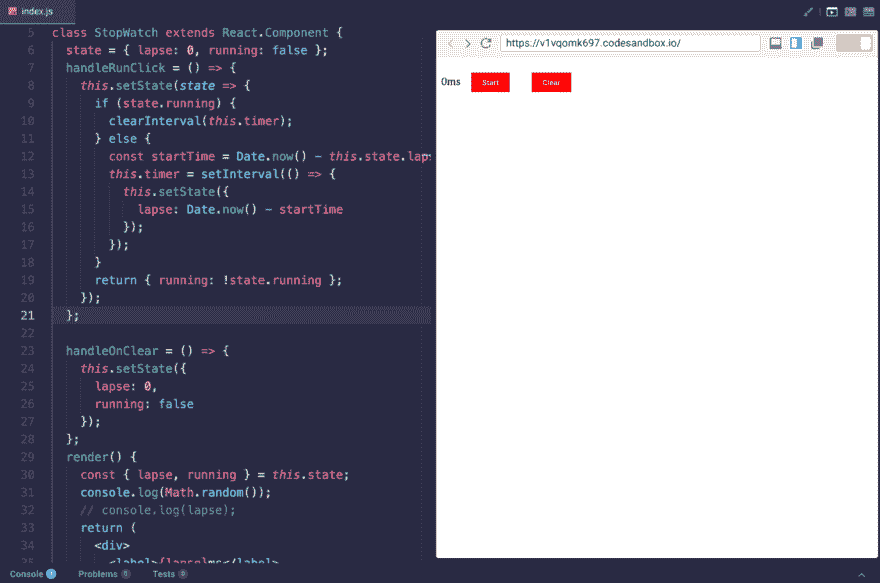 index.js
5 class StopWatch extends React.Component {
6 state = { lapse: 0, running: false };
7 handleRunClick = () => {
8 this.setState(state => {
9 if (state.running) {
10 clearInterval(this.timer);
11 } else {
12 const startTime = Date.now() - this.state.lap
13 this.timer = setInterval(() => {
14 this.setState({
15 lapse: Date.now() - startTime
16 });
17 });
18 }
19 return { running: !state.running };
20 });
21 };
22
23 handleOnClear = () => {
24 this.setState({
25 lapse: 0,
26 running: false
27 });
28 };
29 render() {
30 const { lapse, running } = this.state;
31 console.log(Math.random());
32 // console.log(lapse);
33 return (
34 <div>
35 <label>{lapse}ms</label>
https://v1vqomk697.codesandbox.io/
0ms Start Clear
Console 1 Problems 0 Tests 0